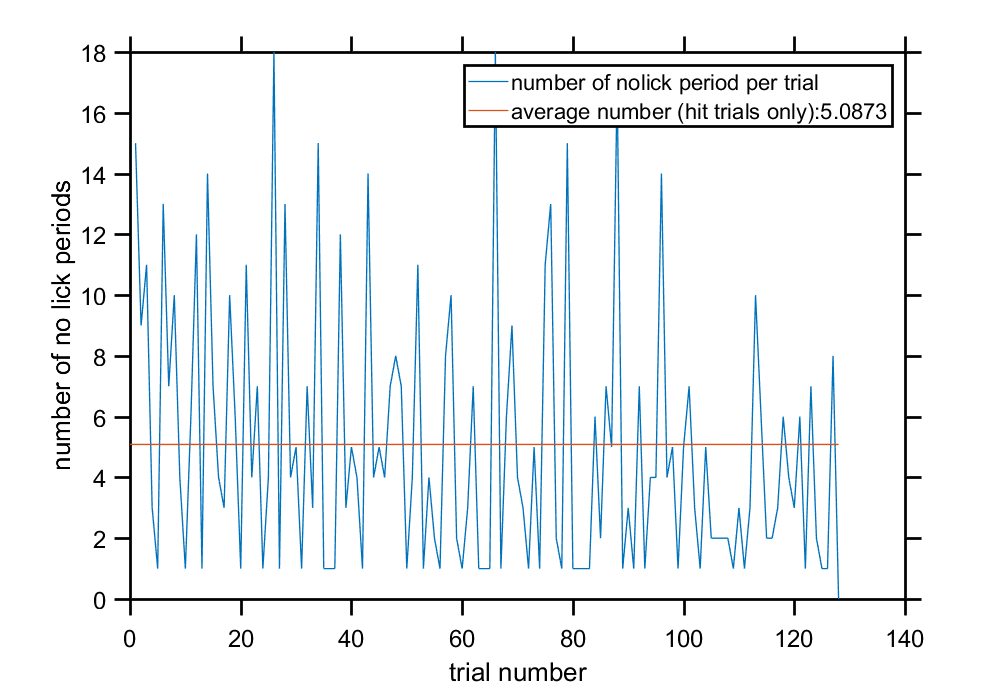 18
16
14
12
10
8
6
4
2
0
number of no lick periods
number of nolick period per trial
average number (hit trials only):5.0873
0 20 40 60 80 100 120 140
trial number